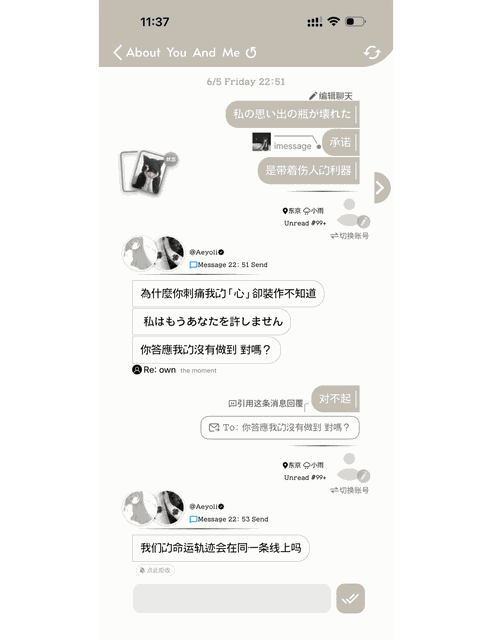 11:37
About You And Me
6/5 Friday 22:51
编辑聊天
私の思い出の瓶が壊れた
imessage
承诺
是带着伤人的利器
东京 小雨
Unread #99+
切换账号
@Aeyoli
Message 22: 51 Send
為什麼你刺痛我的「心」卻裝作不知道
私はもうあなたを許しません
你答應我的沒有做到 對嗎？
Re: own the moment
对不起
引用这条消息回覆
To: 你答應我的沒有做到 對嗎？
东京 小雨
Unread #99+
切换账号
@Aeyoli
Message 22: 53 Send
我们的命运轨迹会在同一条线上吗
点此拒收